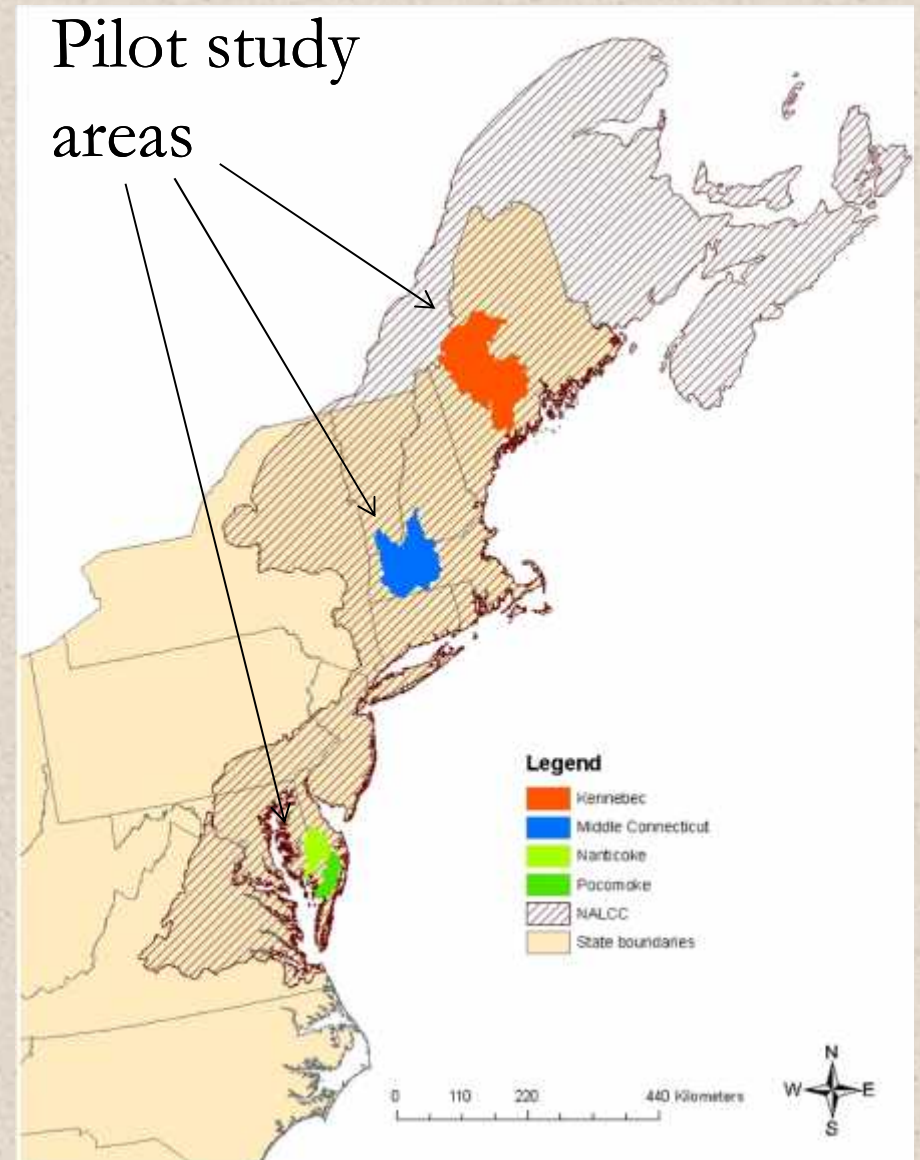 Pilot study
areas
Legend
Kennebec
Middle Connecticut
Nanticoke
Pocomoke
NALCC
State boundaries
0 110 220 440 Kilometers
N
W E
S